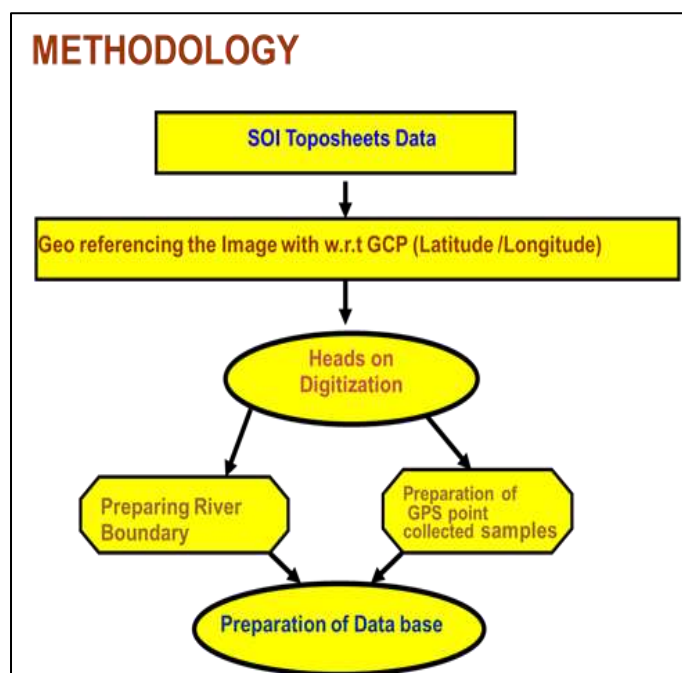 METHODOLOGY
SOI Toposheets Data
Geo referencing the Image with w.r.t GCP (Latitude /Longitude)
Heads on
Digitization
Preparing River
Boundary
Preparation of
GPS point
collected samples
Preparation of Data base